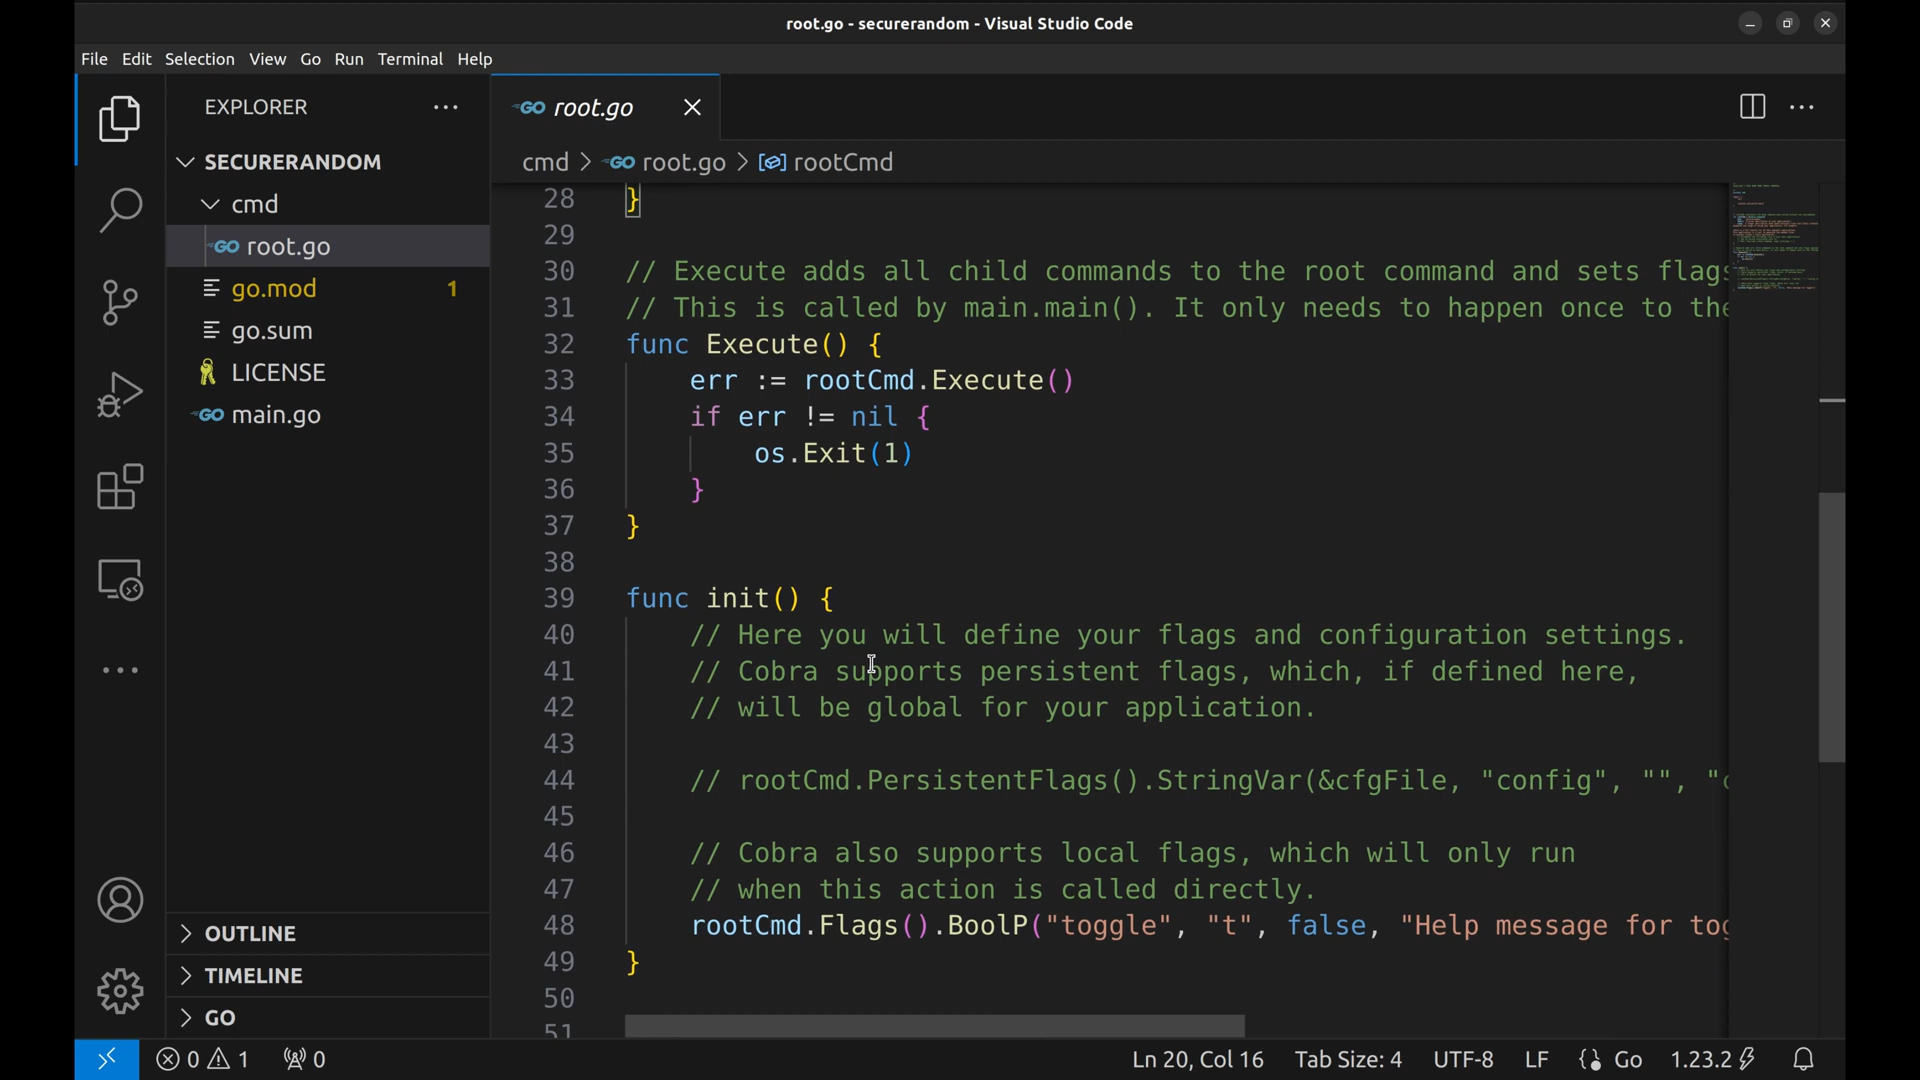 root.go - securerandom - Visual Studio Code
File Edit Selection View Go Run Terminal Help
EXPLORER
SECURERANDOM
cmd
GO root.go
go.mod 1
go.sum
LICENSE
GO main.go
OUTLINE
TIMELINE
GO
GO root.go
cmd > GO root.go > rootCmd
28 }
29
30 // Execute adds all child commands to the root command and sets flags
31 // This is called by main.main(). It only needs to happen once to the
32 func Execute() {
33 err := rootCmd.Execute()
34 if err != nil {
35 os.Exit(1)
36 }
37 }
38
39 func init() {
40 // Here you will define your flags and configuration settings.
41 // Cobra supports persistent flags, which, if defined here,
42 // will be global for your application.
43
44 // rootCmd.PersistentFlags().StringVar(&cfgFile, "config", "", "c
45
46 // Cobra also supports local flags, which will only run
47 // when this action is called directly.
48 rootCmd.Flags().BoolP("toggle", "t", false, "Help message for tog
49 }
50
51
0 1 0 Ln 20, Col 16 Tab Size: 4 UTF-8 LF Go 1.23.2